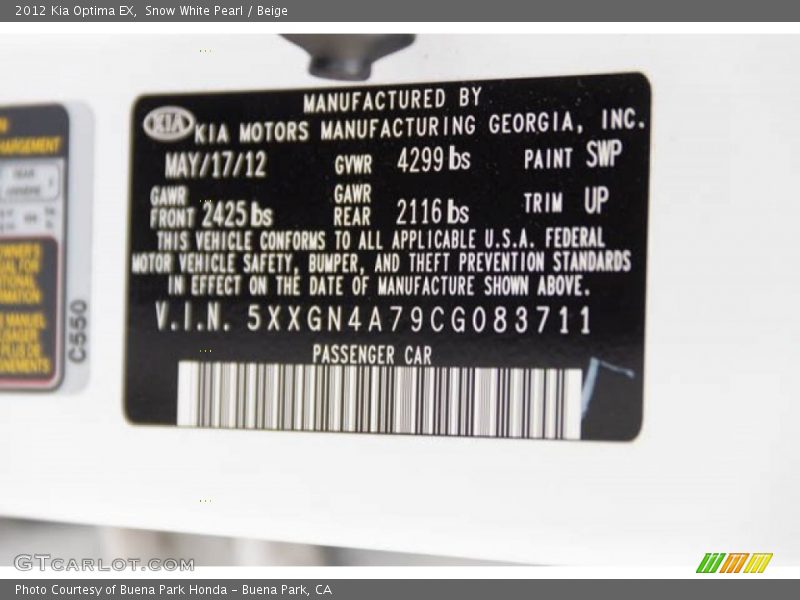 2012 Kia Optima EX, Snow White Pearl / Beige
MANUFACTURED BY
KIA KIA MOTORS MANUFACTURING GEORGIA, INC.
MAY/17/12 GVWR 4299 lbs PAINT SWP
GAWR FRONT 2425 lbs GAWR REAR 2116 lbs TRIM UP
THIS VEHICLE CONFORMS TO ALL APPLICABLE U.S.A. FEDERAL
MOTOR VEHICLE SAFETY, BUMPER, AND THEFT PREVENTION STANDARDS
IN EFFECT ON THE DATE OF MANUFACTURE SHOWN ABOVE.
V.I.N. 5XXGN4A79CG083711
PASSENGER CAR
C550
GTCARLOT.COM
Photo Courtesy of Buena Park Honda - Buena Park, CA